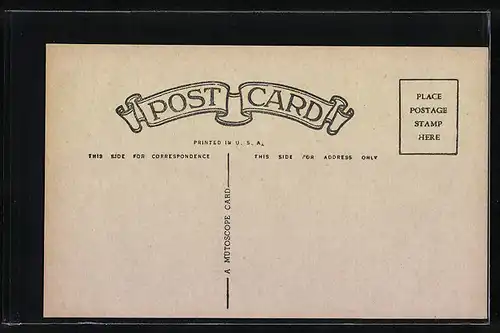 POST CARD
PLACE
POSTAGE
STAMP
HERE
PRINTED IN U. S. A.
THIS SIDE FOR CORRESPONDENCE
THIS SIDE FOR ADDRESS ONLY
A MUTOSCOPE CARD